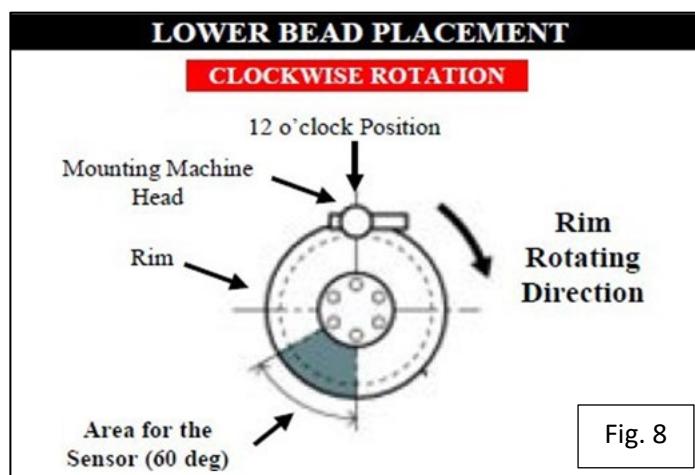 LOWER BEAD PLACEMENT
CLOCKWISE ROTATION
12 o'clock Position
Mounting Machine
Head
Rim
Rim
Rotating
Direction
Area for the
Sensor (60 deg)
Fig. 8